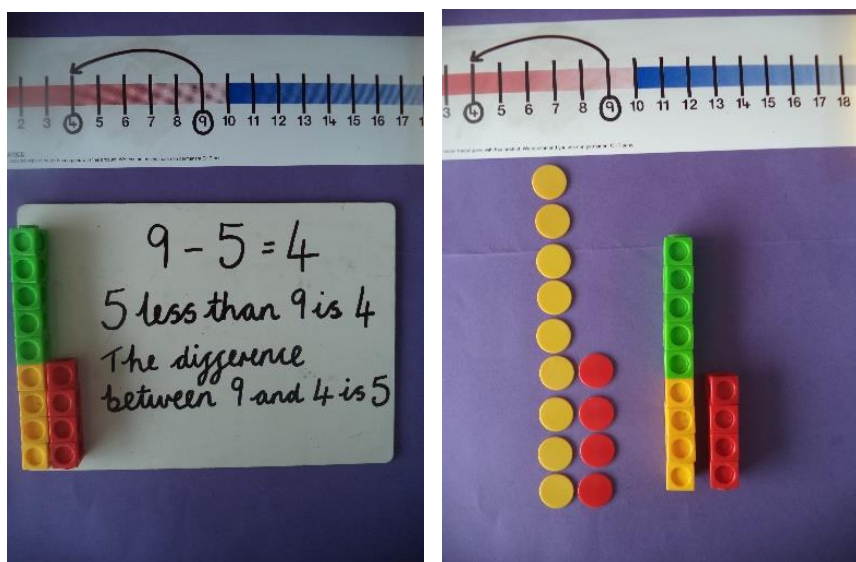 2 3 4 5 6 7 8 9 10 11 12 13 14 15 16 17
9 - 5 = 4
5 less than 9 is 4
The difference
between 9 and 4 is 5
3 4 5 6 7 8 9 10 11 12 13 14 15 16 17 18